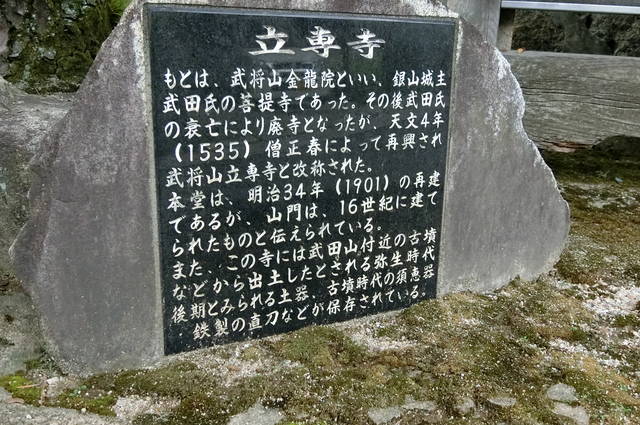 立専寺
もとは、武将山金龍院といい、銀山城主
武田氏の菩提寺であった。その後武田氏
の衰亡により廃寺となったが、天文4年
(1535)僧正春によって再興され
武将山立専寺と改称された。
本堂は、明治34年(1901)の再建
であるが、山門は、16世紀に建て
られたものと伝えられている。
また、この寺には武田山付近の古墳
などから出土したとされる弥生時代
後期とみられる土器、古墳時代の須恵器
鉄製の直刀などが保存されている。